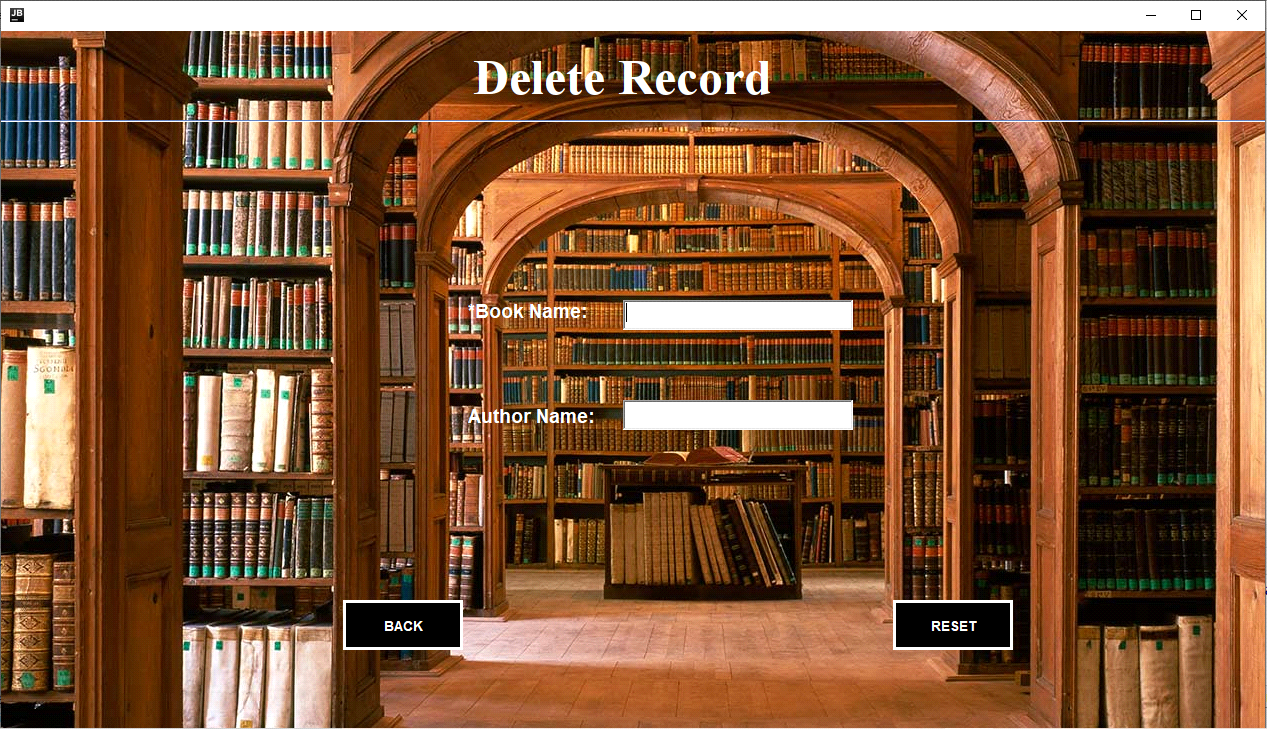 JB
Delete Record
*Book Name:
Author Name:
BACK
RESET